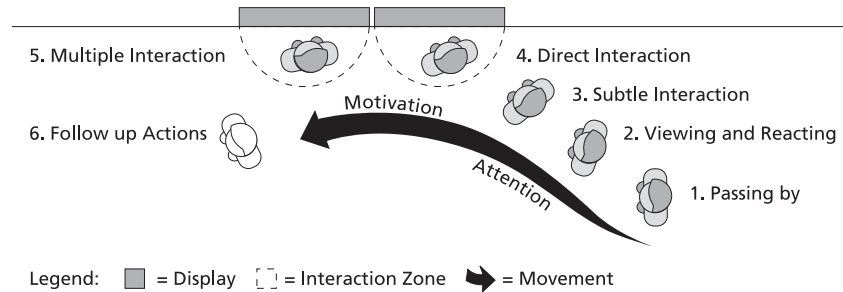 5. Multiple Interaction
4. Direct Interaction
3. Subtle Interaction
Motivation
6. Follow up Actions
2. Viewing and Reacting
Attention
1. Passing by
Legend: = Display = Interaction Zone = Movement